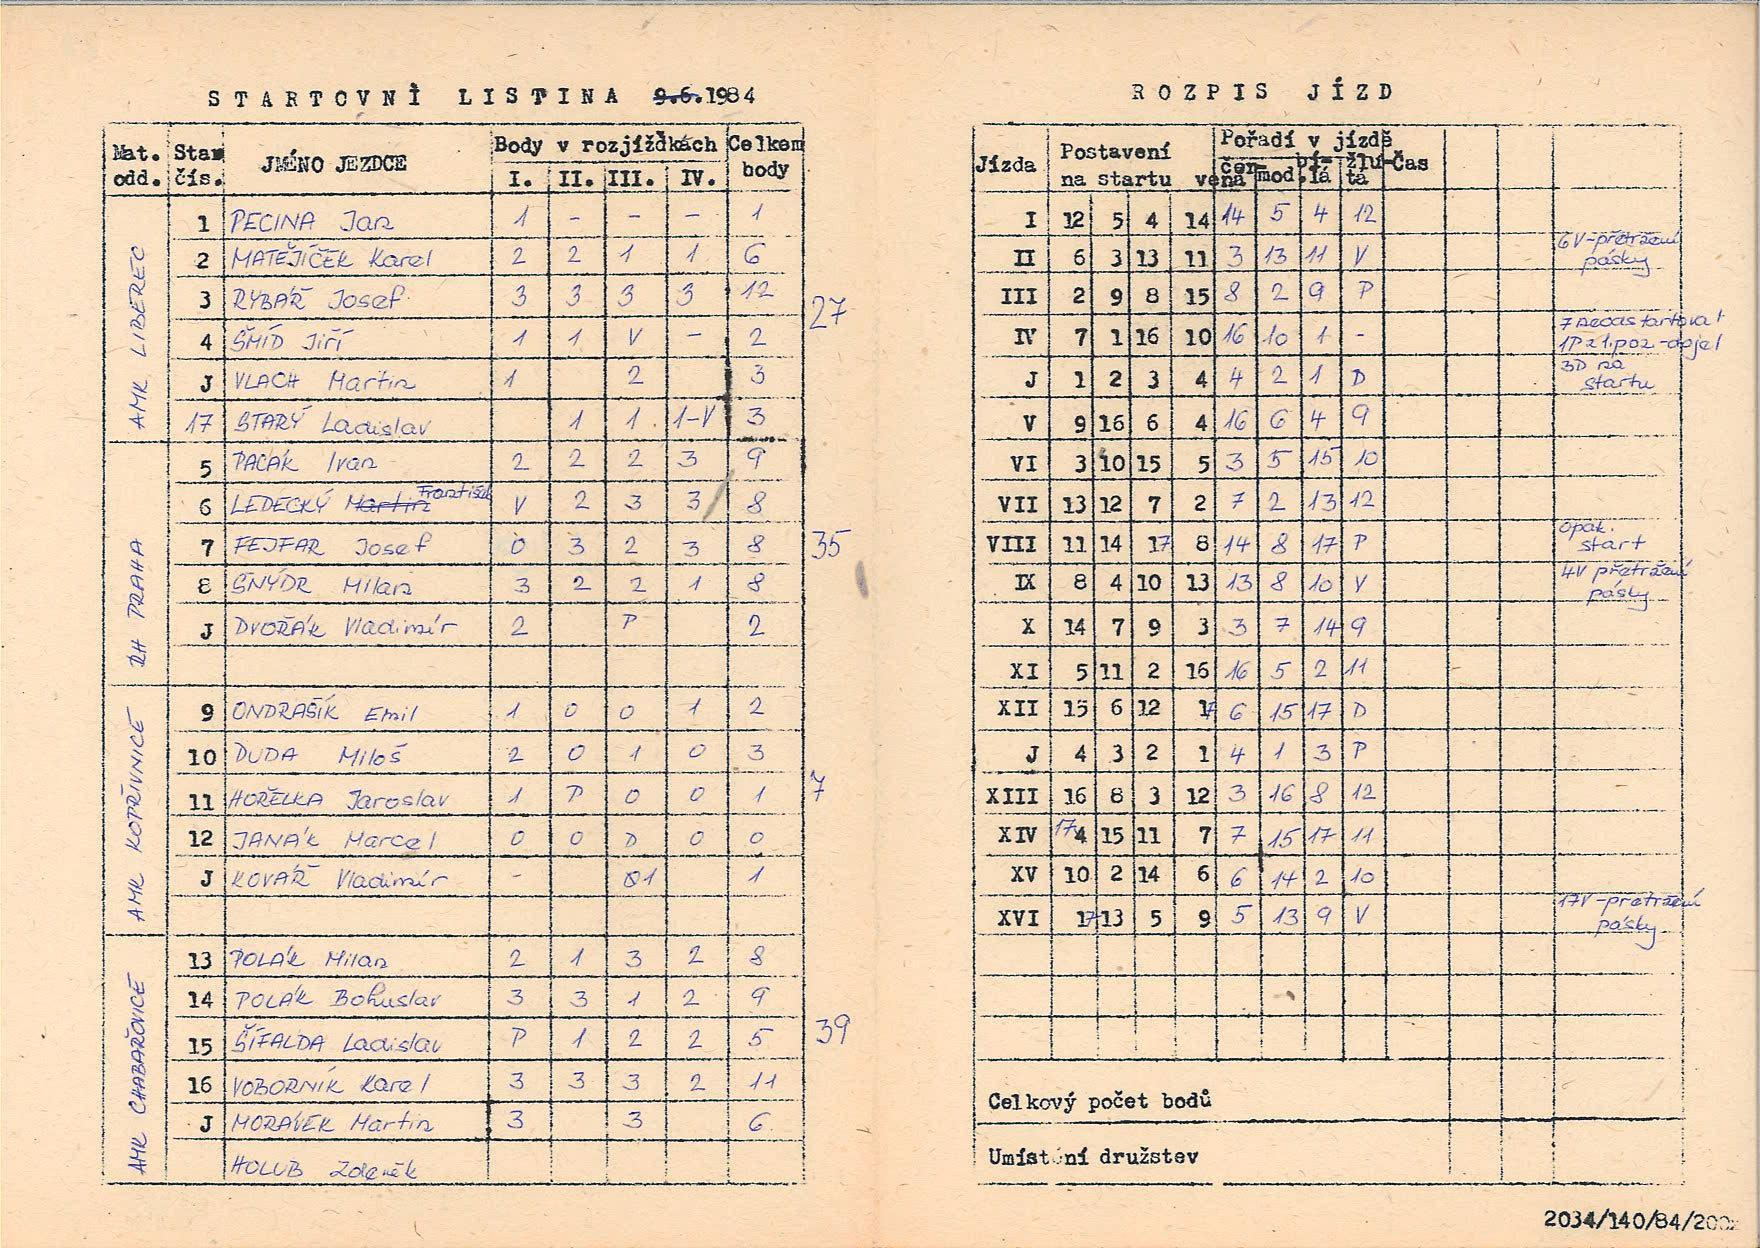 STARTOVNÍ LISTINA 9.6.1984
Mat. odd. Star. čís. JMÉNO JEZDCE Body v rozjížďkách Celkem body
I. II. III. IV.
AMK LIBEREC
1 PECINA Jan 1 - - - 1
2 MATĚJÍČEK Karel 2 2 1 1 6
3 RYBÁŘ Josef 3 3 3 3 12
27
4 ŠMÍD Jiří 1 1 V - 2
J VLACH Martin 1 2 3
17 STARÝ Ladislav 1 1 1-V 3
RH PRAHA
5 PACÁK Ivan 2 2 2 3 9
6 LEDECKÝ Martin František V 2 3 3 8
7 FEJFAR Josef 0 3 2 3 8
35
8 ŠNÝDR Milan 3 2 2 1 8
J DVOŘÁK Vladimír 2 P 2
AMK KOPŘIVNICE
9 ONDRAŠÍK Emil 1 0 0 1 2
10 DUDA Miloš 2 0 1 0 3
11 HOŘELKA Jaroslav 1 P 0 0 1
7
12 JANÁK Marcel 0 0 D 0 0
J KOVÁŘ Vladimír - 1 1
AMK CHABAŘOVICE
13 POLÁK Milan 2 1 3 2 8
14 POLÁK Bohuslav 3 3 1 2 9
15 ŠÍFALDA Ladislav P 1 2 2 5
39
16 VOBORNÍK Karel 3 3 3 2 11
J MORAVEK Martin 3 3 6
HOLUB Zdeněk
ROZPIS JÍZD
Jízda Postavení na startu Pořadí v jízdě Čas
červená mod. bílá žlutá
I 12 5 4 14 14 5 4 12
II 6 3 13 11 3 13 11 V 6V-přetržení pásky
III 2 9 8 15 8 2 9 P
IV 7 1 16 10 16 10 1 - 7 neodstartoval
1P z 1.poz-dojel
J 1 2 3 4 4 2 1 D 3D na startu
V 9 16 6 4 16 6 4 9
VI 3 10 15 5 3 5 15 10
VII 13 12 7 2 7 2 13 12
VIII 11 14 17 8 14 8 17 P opak. start
IX 8 4 10 13 13 8 10 V 4V přetržení pásky
X 14 7 9 3 3 7 14 9
XI 5 11 2 16 16 5 2 11
XII 15 6 12 17 6 15 17 D
J 4 3 2 1 4 1 3 P
XIII 16 8 3 12 3 16 8 12
XIV 17 4 15 11 7 7 15 17 11
XV 10 2 14 6 6 14 2 10
XVI 17 13 5 9 5 13 9 V 17V-přetržení pásky
Celkový počet bodů
Umístění družstev
2034/140/84/200